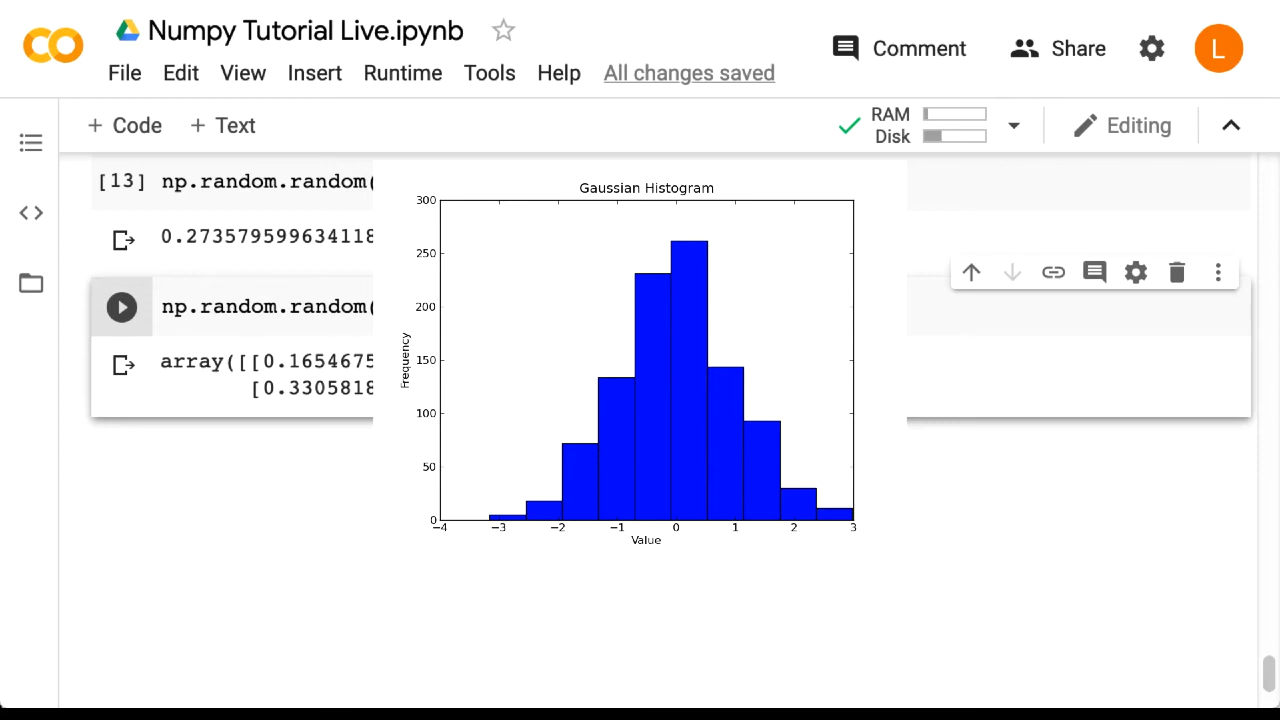 Numpy Tutorial Live.ipynb
Comment
Share
L
File Edit View Insert Runtime Tools Help All changes saved
+ Code + Text
RAM
Disk
Editing
[13] np.random.random(
0.273579599634118
np.random.random(
array([[0.1654675
[0.3305818
Gaussian Histogram
300
250
200
150
100
50
0
Frequency
−4 −3 −2 −1 0 1 2 3
Value